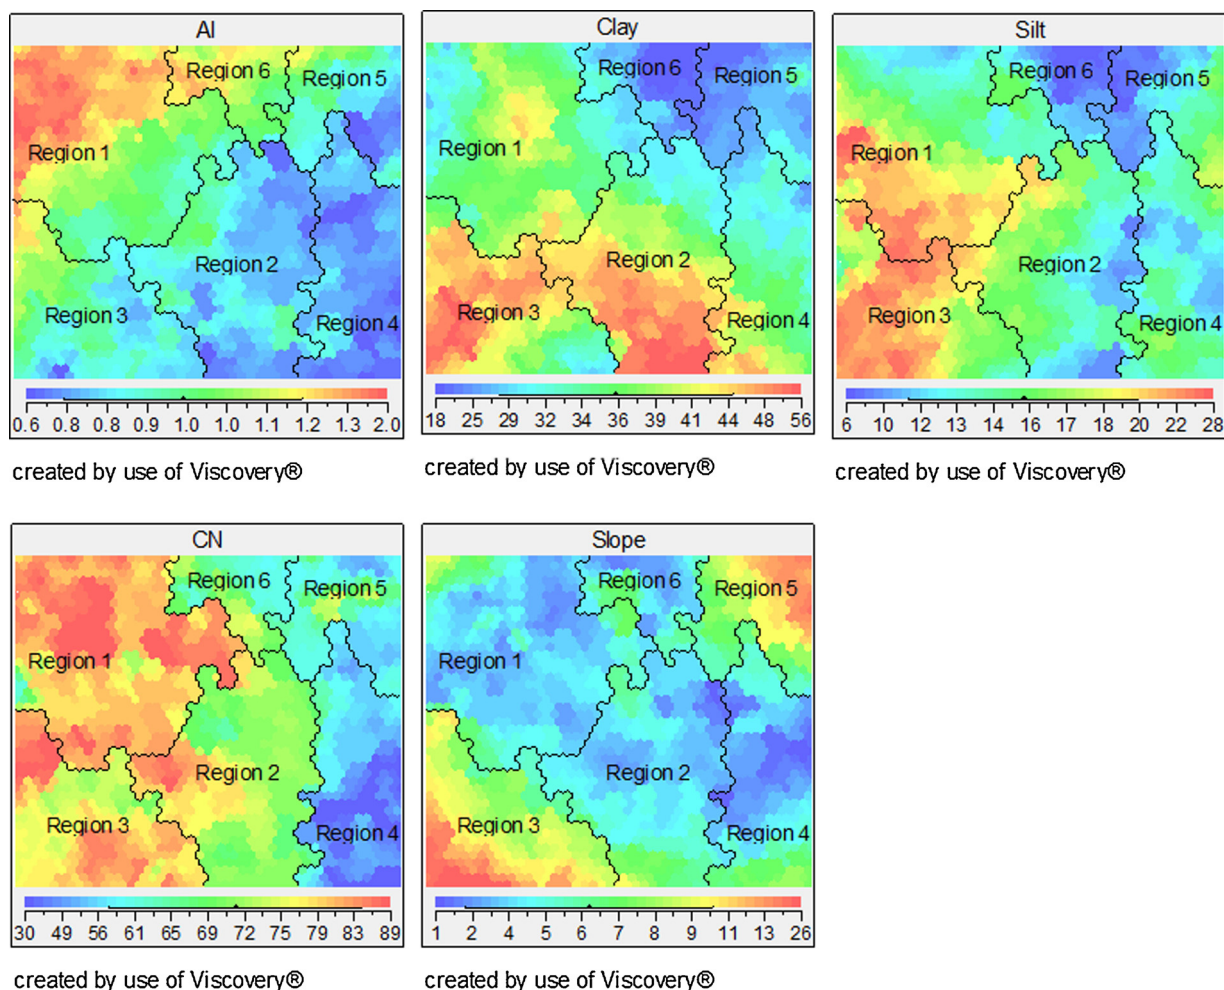 AI
Region 6
Region 5
Region 1
Region 2
Region 3
Region 4
0.6 0.8 0.8 0.9 1.0 1.0 1.1 1.2 1.2 1.3 2.0
created by use of Viscovery®
Clay
Region 6
Region 5
Region 1
Region 2
Region 3
Region 4
18 25 29 32 34 36 39 41 44 48 56
created by use of Viscovery®
Silt
Region 6
Region 5
Region 1
Region 2
Region 3
Region 4
6 10 12 13 14 16 17 18 20 22 28
created by use of Viscovery®
CN
Region 6
Region 5
Region 1
Region 2
Region 3
Region 4
30 49 56 61 65 69 72 77 79 83 89
created by use of Viscovery®
Slope
Region 6
Region 5
Region 1
Region 2
Region 3
Region 4
1 2 4 5 6 7 8 9 11 13 26
created by use of Viscovery®